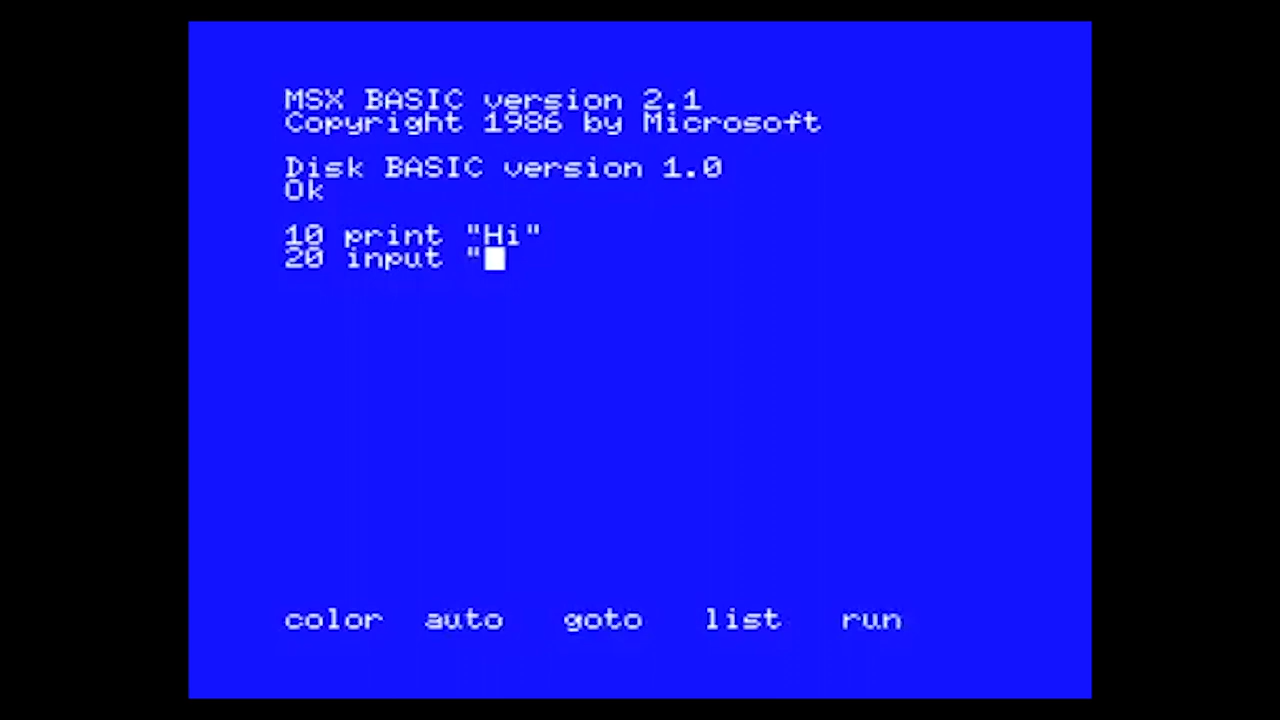 MSX BASIC version 2.1
Copyright 1986 by Microsoft
Disk BASIC version 1.0
Ok
10 print "Hi"
20 input "
color auto goto list run